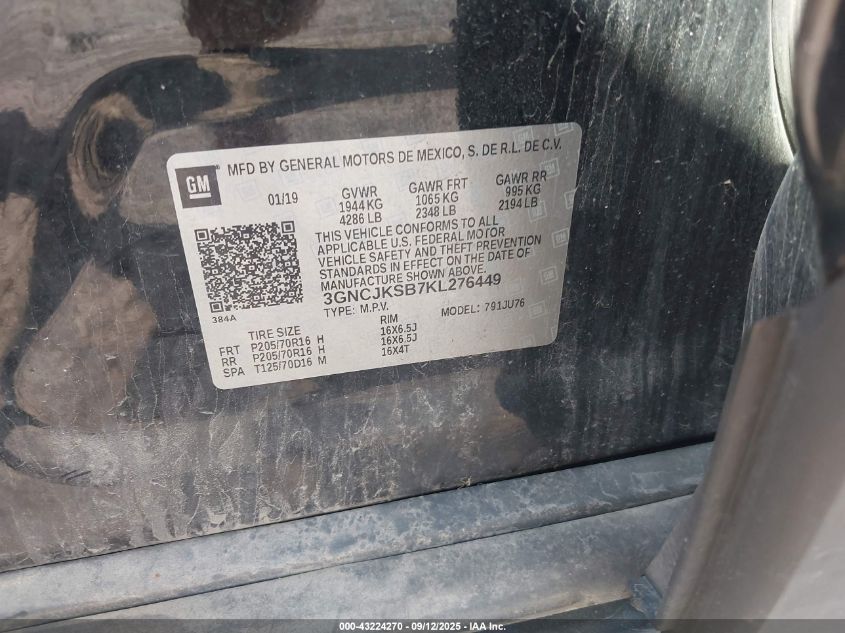 GM
MFD BY GENERAL MOTORS DE MEXICO, S. DE R.L. DE C.V.
01/19 GVWR GAWR FRT GAWR RR
1944 KG 1065 KG 995 KG
4286 LB 2348 LB 2194 LB
THIS VEHICLE CONFORMS TO ALL
APPLICABLE U.S. FEDERAL MOTOR
VEHICLE SAFETY AND THEFT PREVENTION
STANDARDS IN EFFECT ON THE DATE OF
MANUFACTURE SHOWN ABOVE.
3GNCJKSB7KL276449
384A TYPE: M.P.V. MODEL: 791JU76
TIRE SIZE RIM
FRT P205/70R16 H 16X6.5J
RR P205/70R16 H 16X6.5J
SPA T125/70D16 M 16X4T
000-43224270 - 09/12/2025 - IAA Inc.